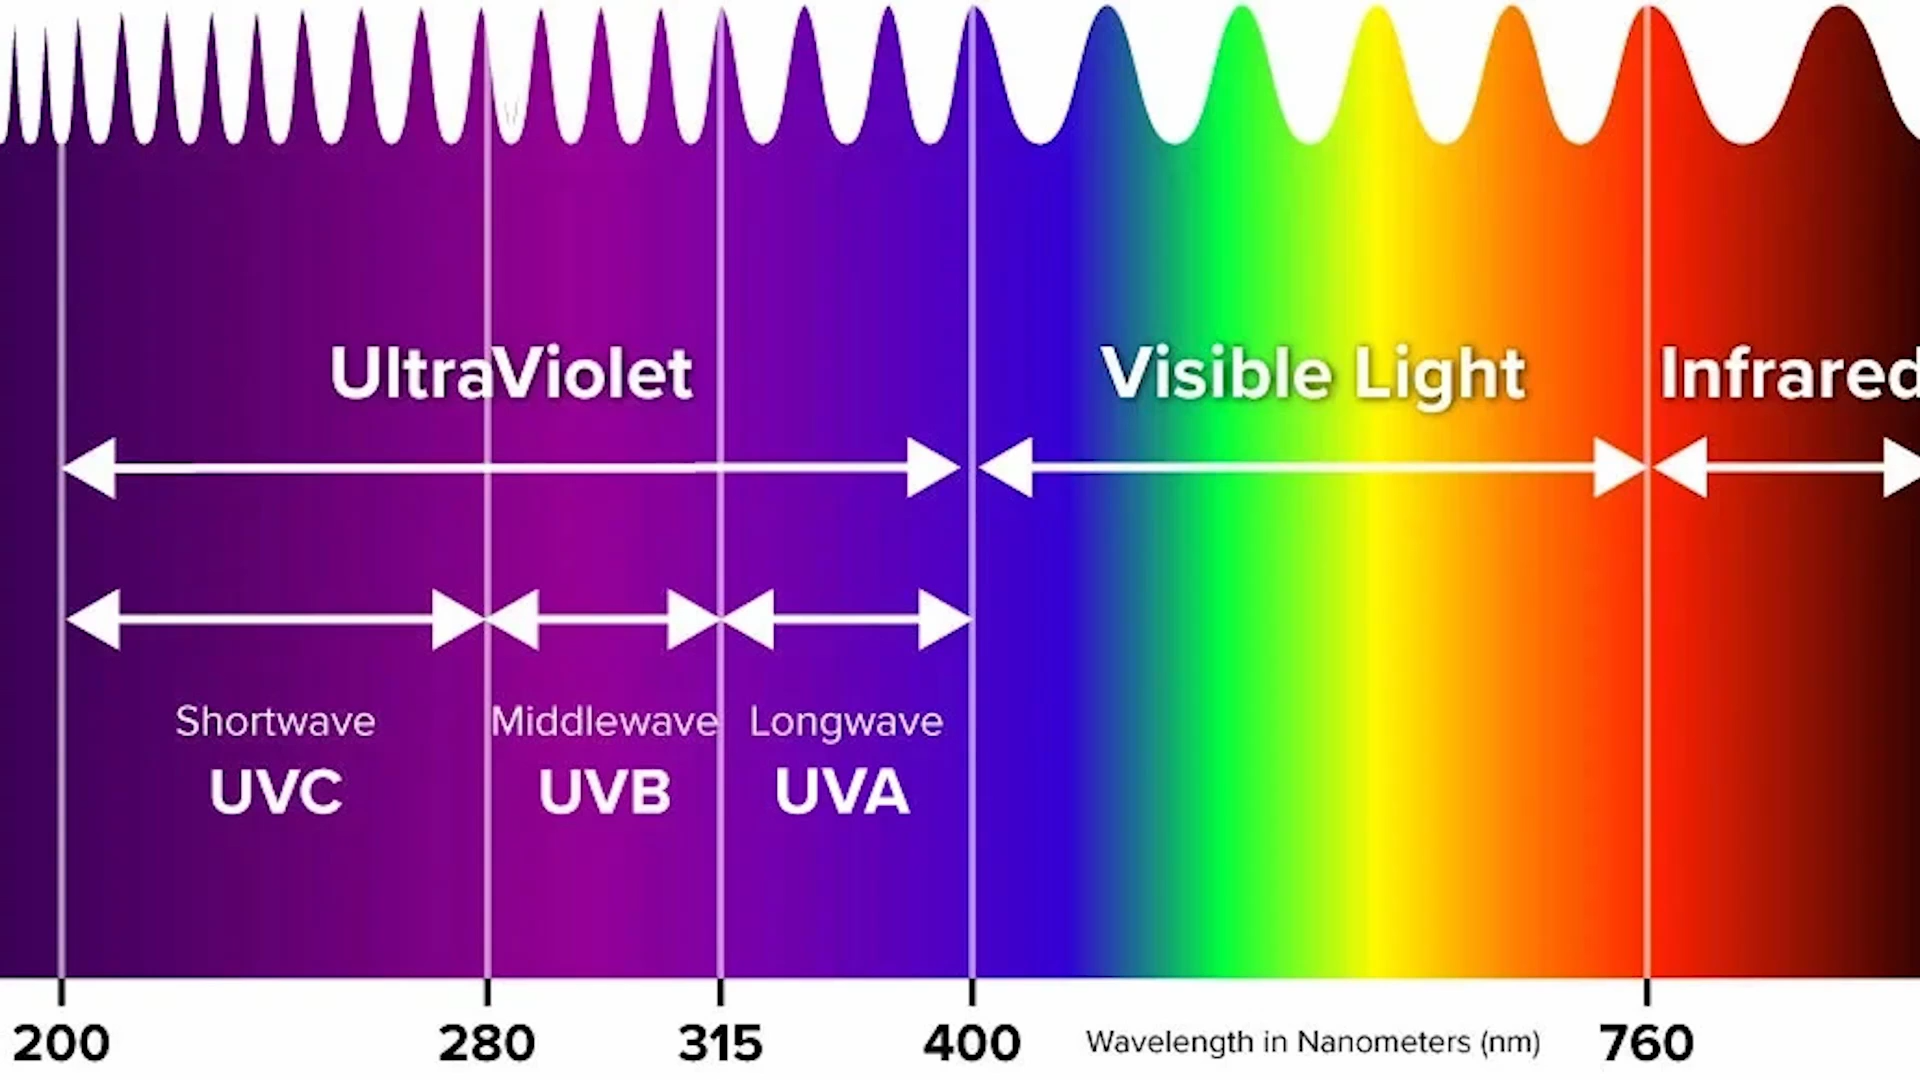 UltraViolet
Visible Light
Infrared
Shortwave
UVC
Middlewave
UVB
Longwave
UVA
200
280
315
400
Wavelength in Nanometers (nm)
760